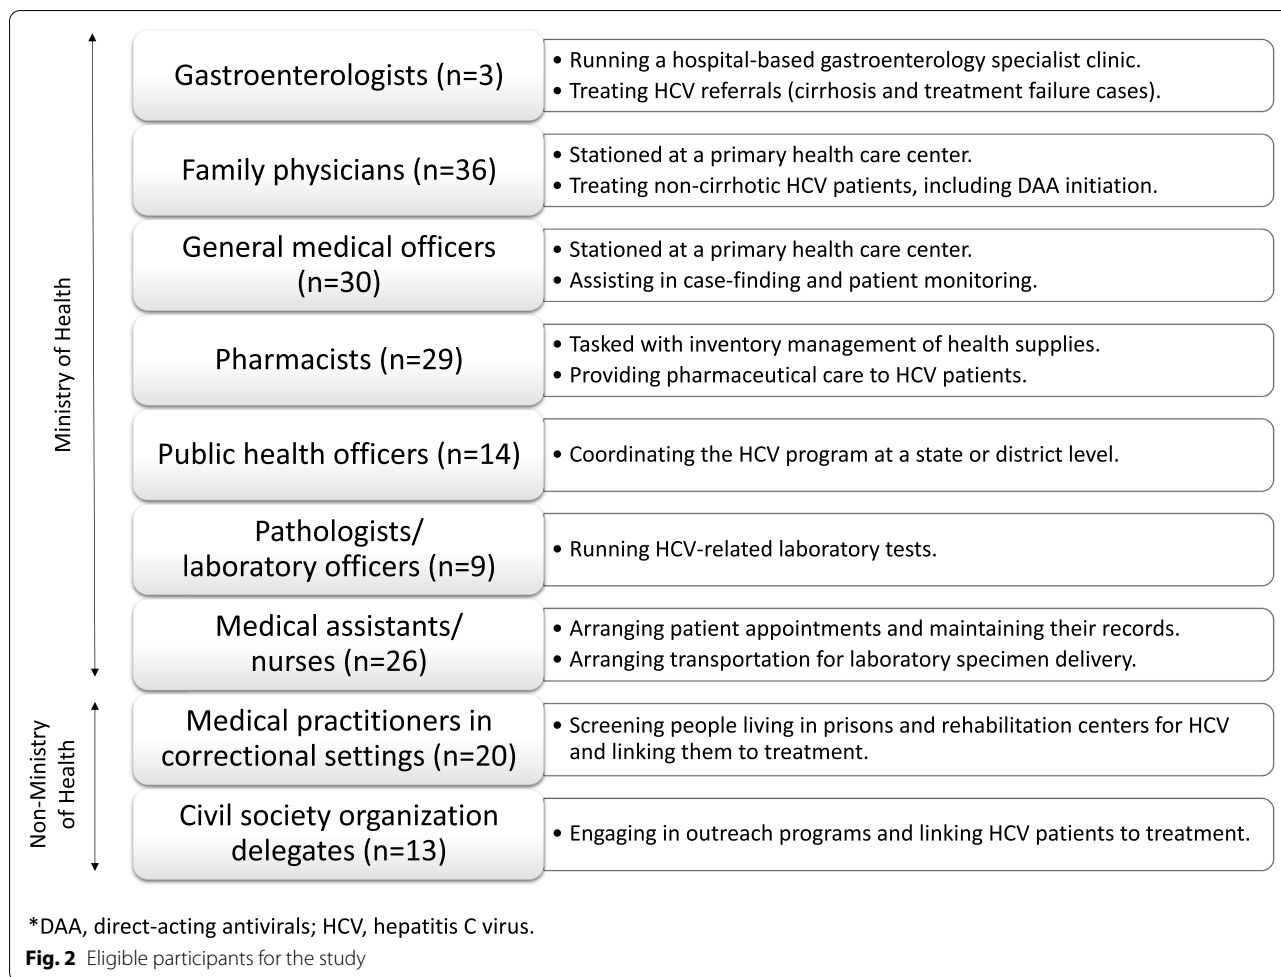 Ministry of Health
Gastroenterologists (n=3)
• Running a hospital-based gastroenterology specialist clinic.
• Treating HCV referrals (cirrhosis and treatment failure cases).
Family physicians (n=36)
• Stationed at a primary health care center.
• Treating non-cirrhotic HCV patients, including DAA initiation.
General medical officers
(n=30)
• Stationed at a primary health care center.
• Assisting in case-finding and patient monitoring.
Pharmacists (n=29)
• Tasked with inventory management of health supplies.
• Providing pharmaceutical care to HCV patients.
Public health officers (n=14)
• Coordinating the HCV program at a state or district level.
Pathologists/
laboratory officers (n=9)
• Running HCV-related laboratory tests.
Medical assistants/
nurses (n=26)
• Arranging patient appointments and maintaining their records.
• Arranging transportation for laboratory specimen delivery.
Non-Ministry
of Health
Medical practitioners in
correctional settings (n=20)
• Screening people living in prisons and rehabilitation centers for HCV
and linking them to treatment.
Civil society organization
delegates (n=13)
• Engaging in outreach programs and linking HCV patients to treatment.
*DAA, direct-acting antivirals; HCV, hepatitis C virus.
Fig. 2 Eligible participants for the study